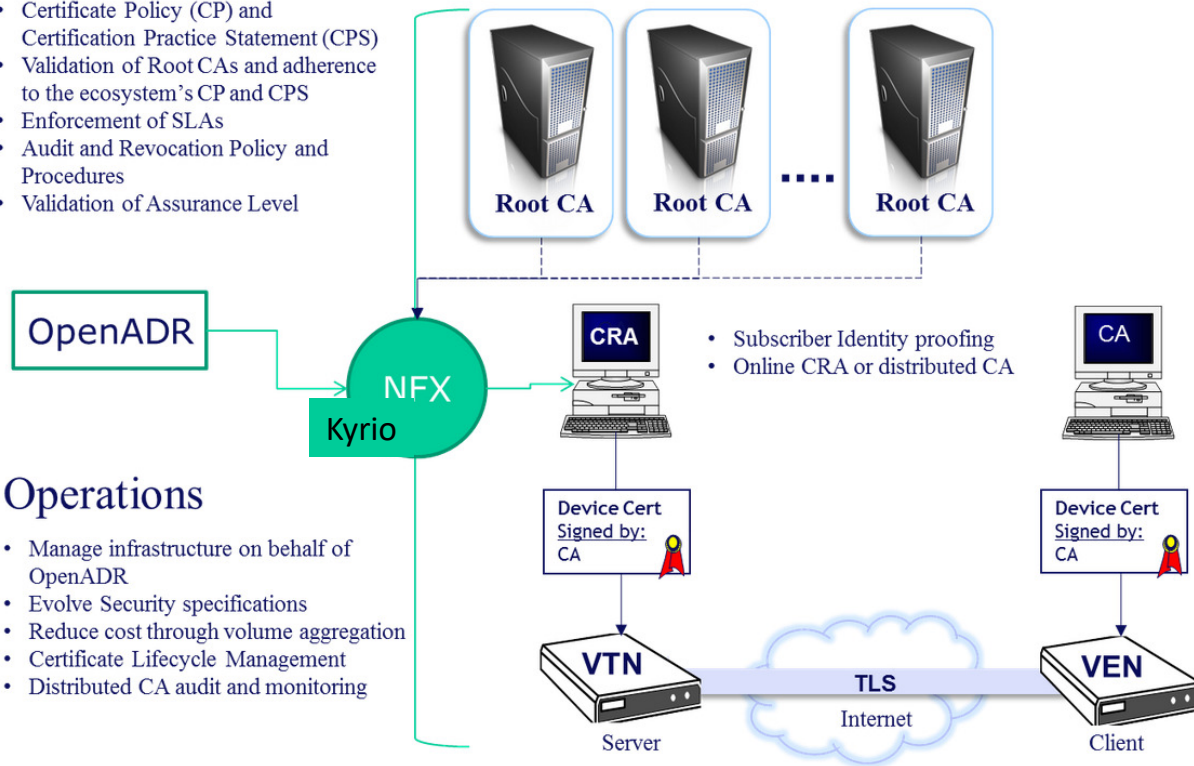 • Certificate Policy (CP) and
Certification Practice Statement (CPS)
• Validation of Root CAs and adherence
to the ecosystem's CP and CPS
• Enforcement of SLAs
• Audit and Revocation Policy and
Procedures
• Validation of Assurance Level
Root CA
Root CA
....
Root CA
OpenADR
NFX
Kyrio
CRA
• Subscriber Identity proofing
• Online CRA or distributed CA
CA
Operations
• Manage infrastructure on behalf of
OpenADR
• Evolve Security specifications
• Reduce cost through volume aggregation
• Certificate Lifecycle Management
• Distributed CA audit and monitoring
Device Cert
Signed by:
CA
Device Cert
Signed by:
CA
VTN
TLS
VEN
Internet
Server
Client